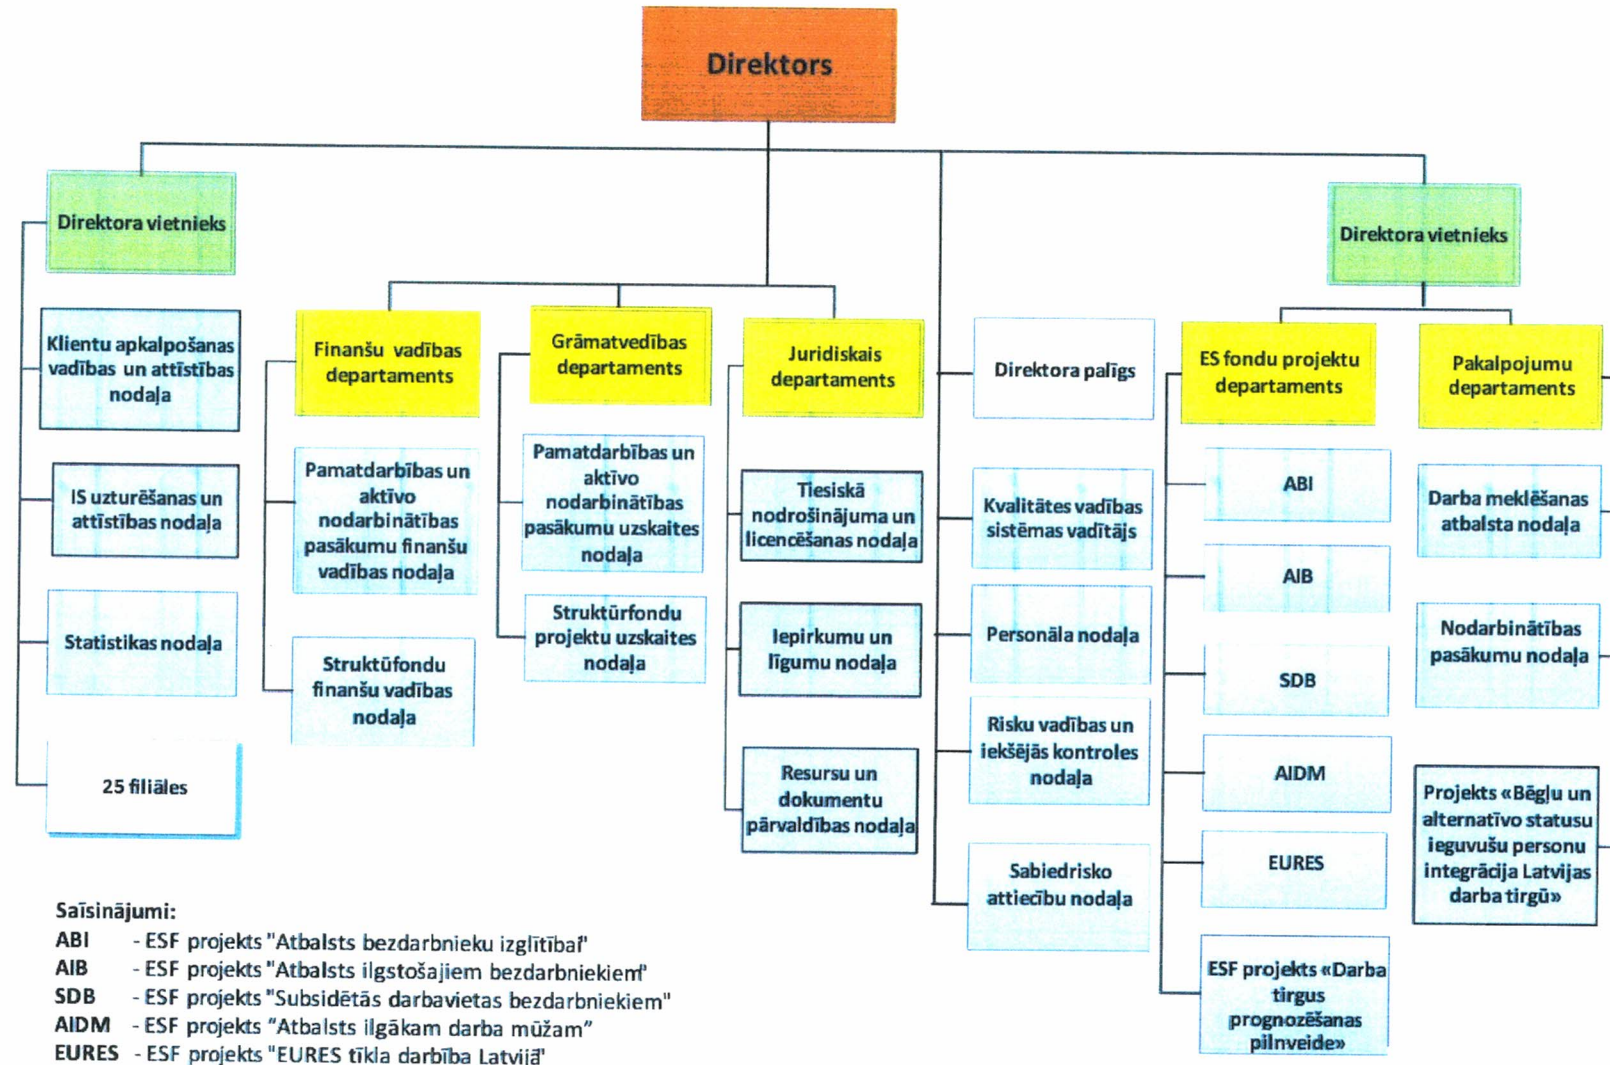 Direktors
Direktora vietnieks
Klientu apkalpošanas
vadības un attīstības
nodaļa
IS uzturēšanas un
attīstības nodaļa
Statistikas nodaļa
25 filiāles
Finanšu vadības
departaments
Pamatdarbības un
aktīvo
nodarbinātības
pasākumu finanšu
vadības nodaļa
Struktūfondu
finanšu vadības
nodaļa
Grāmatvedības
departaments
Pamatdarbības un
aktīvo
nodarbinātības
pasākumu uzskaites
nodaļa
Struktūrfondu
projektu uzskaites
nodaļa
Juridiskais
departaments
Tiesiskā
nodrošinājuma un
licencēšanas nodaļa
Iepirkumu un
līgumu nodaļa
Resursu un
dokumentu
pārvaldības nodaļa
Direktora palīgs
Kvalitātes vadības
sistēmas vadītājs
Personāla nodaļa
Risku vadības un
iekšējās kontroles
nodaļa
Sabiedrisko
attiecību nodaļa
Direktora vietnieks
ES fondu projektu
departaments
ABI
AIB
SDB
AIDM
EURES
ESF projekts «Darba
tirgus
prognozēšanas
pilnveide»
Pakalpojumu
departaments
Darba meklēšanas
atbalsta nodaļa
Nodarbinātības
pasākumu nodaļa
Projekts «Bēgļu un
alternatīvo statusu
ieguvušu personu
integrācija Latvijas
darba tirgū»
Saīsinājumi:
ABI - ESF projekts "Atbalsts bezdarbnieku izglītībai"
AIB - ESF projekts "Atbalsts ilgstošajiem bezdarbniekiem"
SDB - ESF projekts "Subsidētās darbavietas bezdarbniekiem"
AIDM - ESF projekts "Atbalsts ilgākam darba mūžam"
EURES - ESF projekts "EURES tīkla darbība Latvijā"